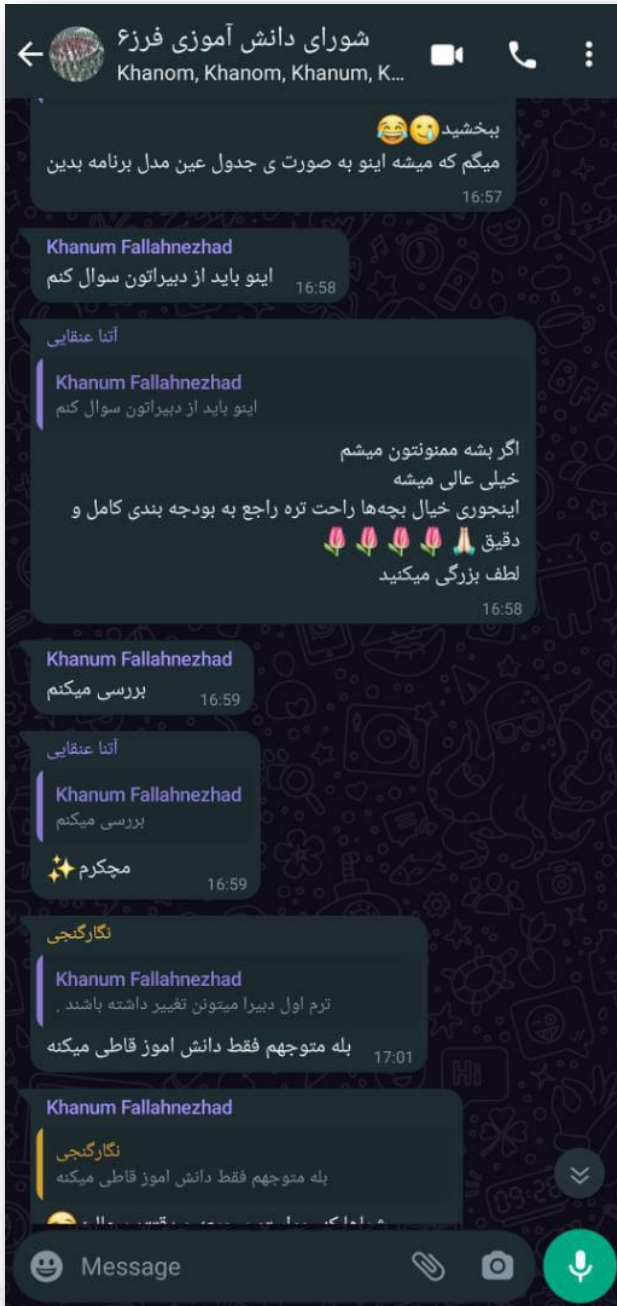 شورای دانش آموزی فرز۶
Khanom, Khanom, Khanum, K...
ببخشید🥲😂
میگم که میشه اینو به صورت ی جدول عین مدل برنامه بدین
16:57
Khanum Fallahnezhad
اینو باید از دبیراتون سوال کنم
16:58
آتنا عنقایی
Khanum Fallahnezhad
اینو باید از دبیراتون سوال کنم
اگر بشه ممنونتون میشم
خیلی عالی میشه
اینجوری خیال بچه‌ها راحت تره راجع به بودجه بندی کامل و
دقیق 🙏🏻🌷🌷🌷🌷
لطف بزرگی میکنید
16:58
Khanum Fallahnezhad
بررسی میکنم
16:59
آتنا عنقایی
Khanum Fallahnezhad
بررسی میکنم
مچکرم ✨
16:59
نگارگنجی
Khanum Fallahnezhad
ترم اول دبیرا میتونن تغییر داشته باشند .
بله متوجهم فقط دانش اموز قاطی میکنه
17:01
Khanum Fallahnezhad
نگارگنجی
بله متوجهم فقط دانش اموز قاطی میکنه
Message